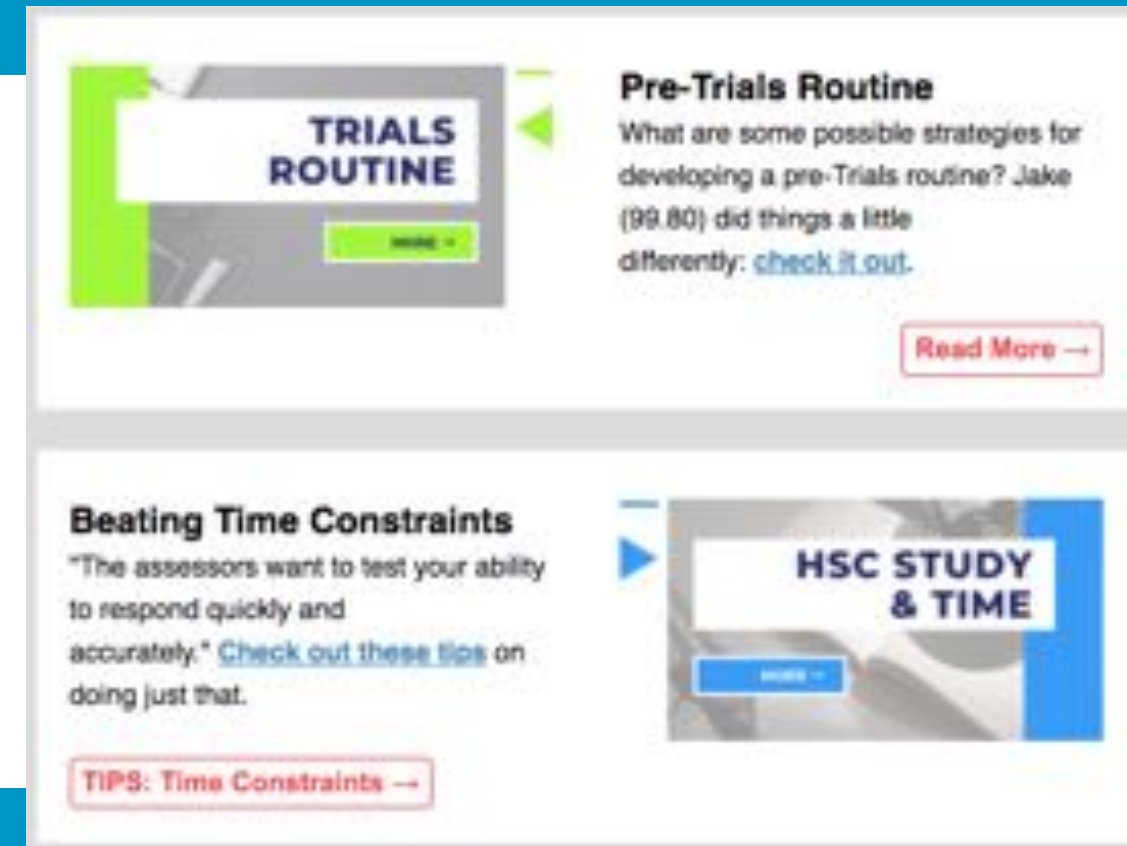 TRIALS
ROUTINE
MORE →
Pre-Trials Routine
What are some possible strategies for
developing a pre-Trials routine? Jake
(99.80) did things a little
differently: check it out.
Read More →
Beating Time Constraints
"The assessors want to test your ability
to respond quickly and
accurately." Check out these tips on
doing just that.
TIPS: Time Constraints →
HSC STUDY
& TIME
MORE →